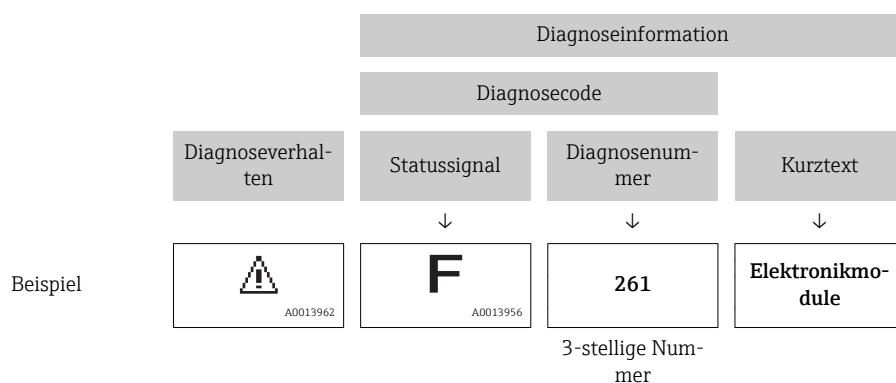 Diagnoseinformation
Diagnosecode
Diagnoseverhal-
ten
Statussignal
Diagnosenum-
mer
Kurztext
↓ ↓ ↓
Beispiel
A0013962
F
A0013956
261
Elektronikmo-
dule
3-stellige Num-
mer